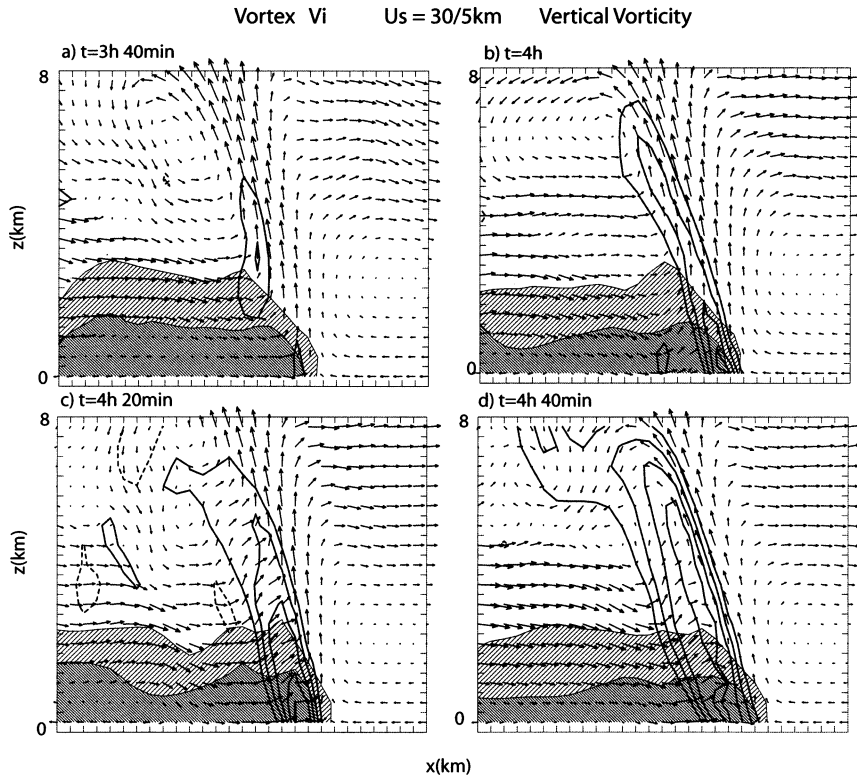 Vortex Vi Us = 30/5km Vertical Vorticity
a) t=3h 40min
b) t=4h
8
8
z(km)
0
0
c) t=4h 20min
d) t=4h 40min
8
8
z(km)
0
0
x(km)